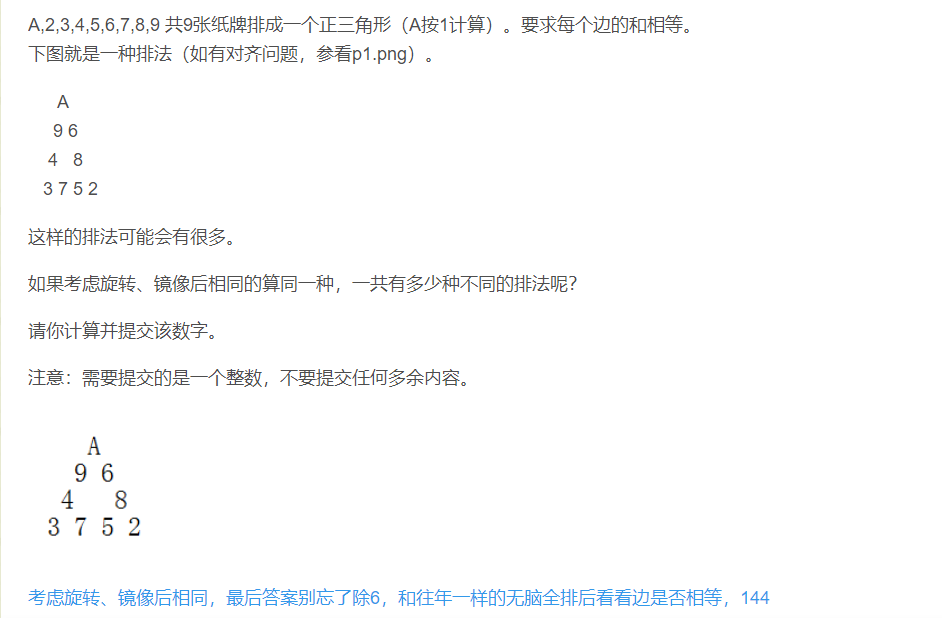 A,2,3,4,5,6,7,8,9 共9张纸牌排成一个正三角形（A按1计算）。要求每个边的和相等。
下图就是一种排法（如有对齐问题，参看p1.png）。
A
9 6
4 8
3 7 5 2
这样的排法可能会有很多。
如果考虑旋转、镜像后相同的算同一种，一共有多少种不同的排法呢？
请你计算并提交该数字。
注意：需要提交的是一个整数，不要提交任何多余内容。
A
9 6
4 8
3 7 5 2
考虑旋转、镜像后相同，最后答案别忘了除6，和往年一样的无脑全排后看看边是否相等，144